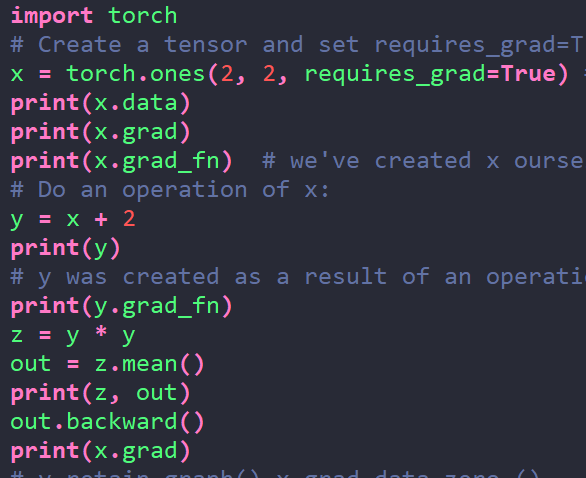 import torch
# Create a tensor and set requires_grad=T
x = torch.ones(2, 2, requires_grad=True)
print(x.data)
print(x.grad)
print(x.grad_fn)  # we've created x ourse
# Do an operation of x:
y = x + 2
print(y)
# y was created as a result of an operati
print(y.grad_fn)
z = y * y
out = z.mean()
print(z, out)
out.backward()
print(x.grad)